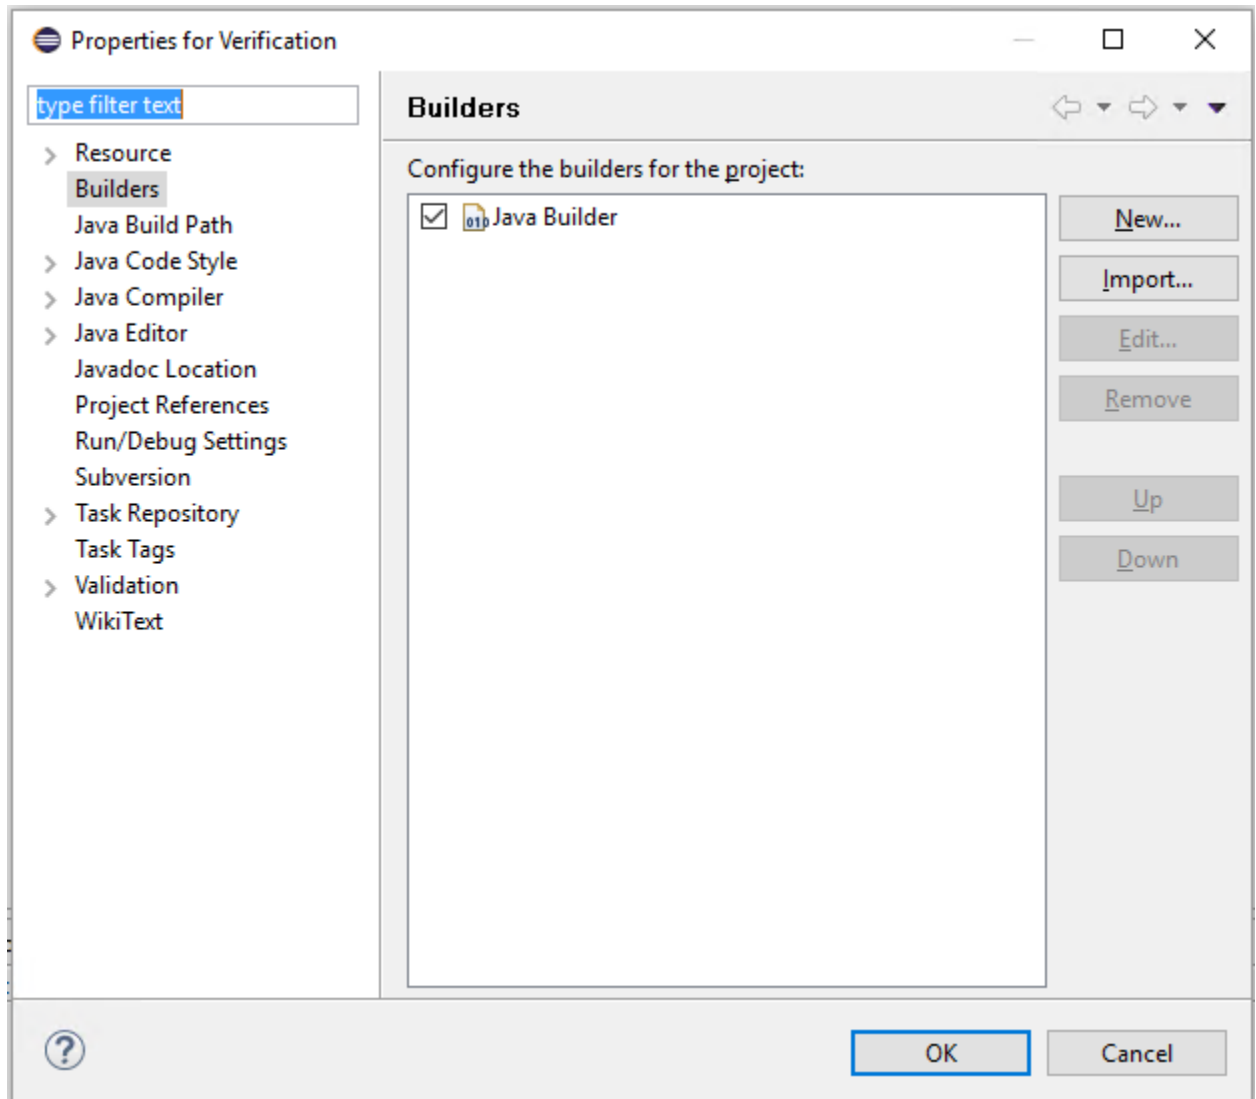 Properties for Verification
type filter text
Resource
Builders
Java Build Path
Java Code Style
Java Compiler
Java Editor
Javadoc Location
Project References
Run/Debug Settings
Subversion
Task Repository
Task Tags
Validation
WikiText
Builders
Configure the builders for the project:
010 Java Builder
New...
Import...
Edit...
Remove
Up
Down
?
OK
Cancel